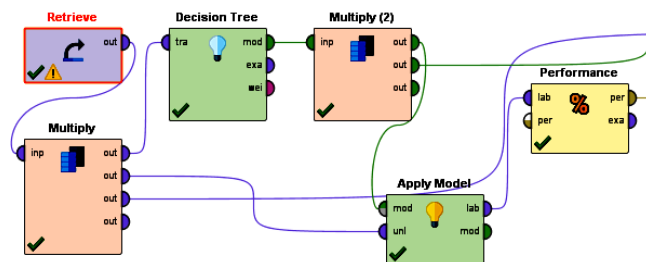 Retrieve
out
Decision Tree
tra
mod
exa
wei
Multiply (2)
inp
out
out
out
Performance
lab
per
per
exa
%
Multiply
inp
out
out
out
out
Apply Model
mod
lab
unl
mod